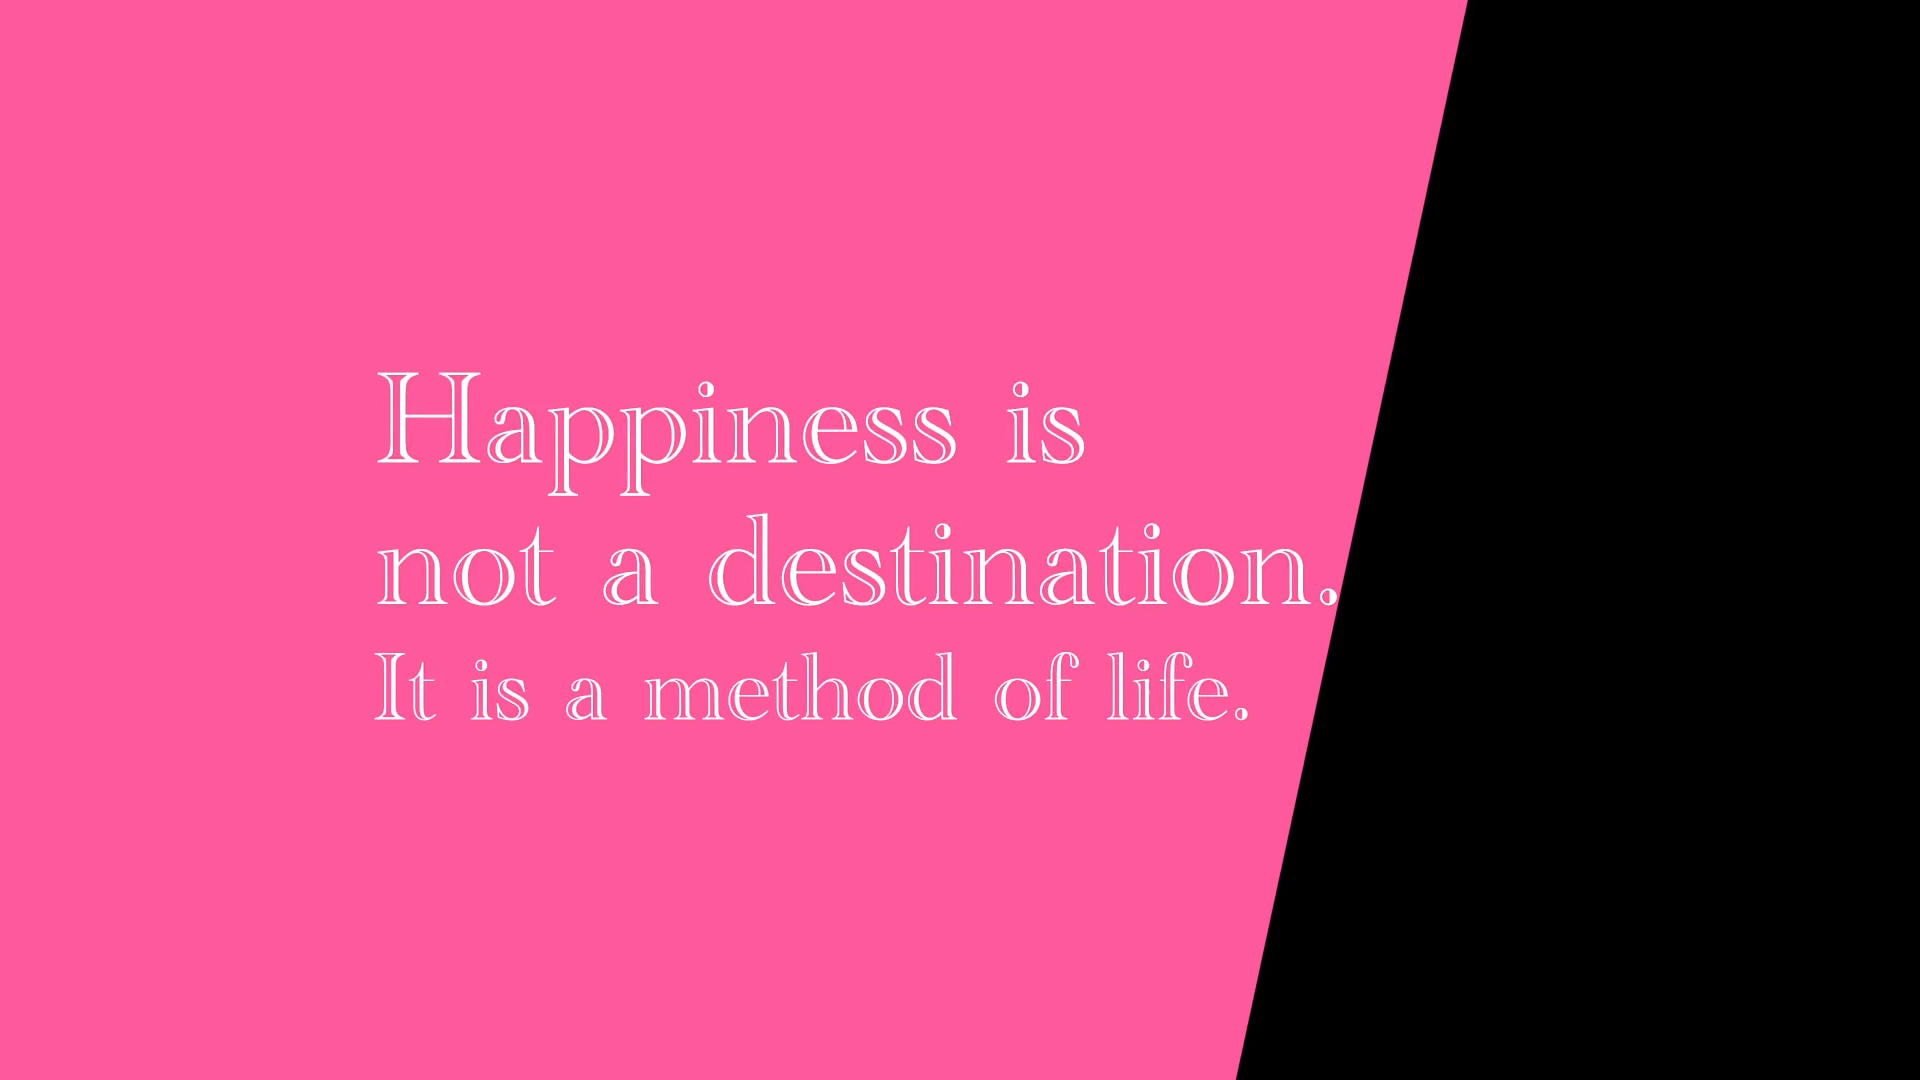 Happiness is
not a destination.
It is a method of life.